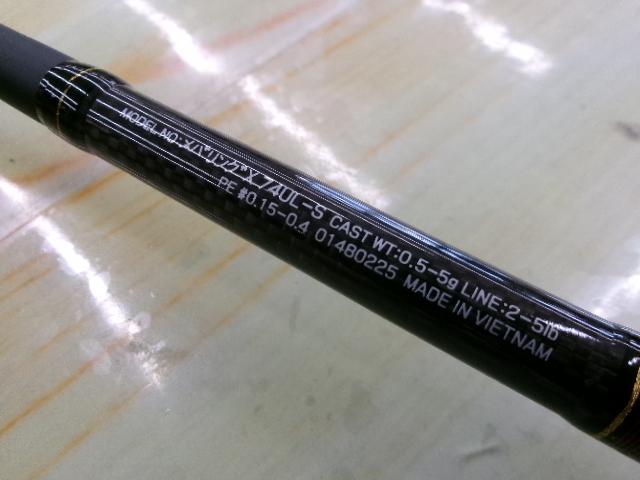 MODEL NO:メバリングX 74UL-S CAST WT:0.5-5g LINE:2-5lb
PE #0.15-0.4 01480225 MADE IN VIETNAM